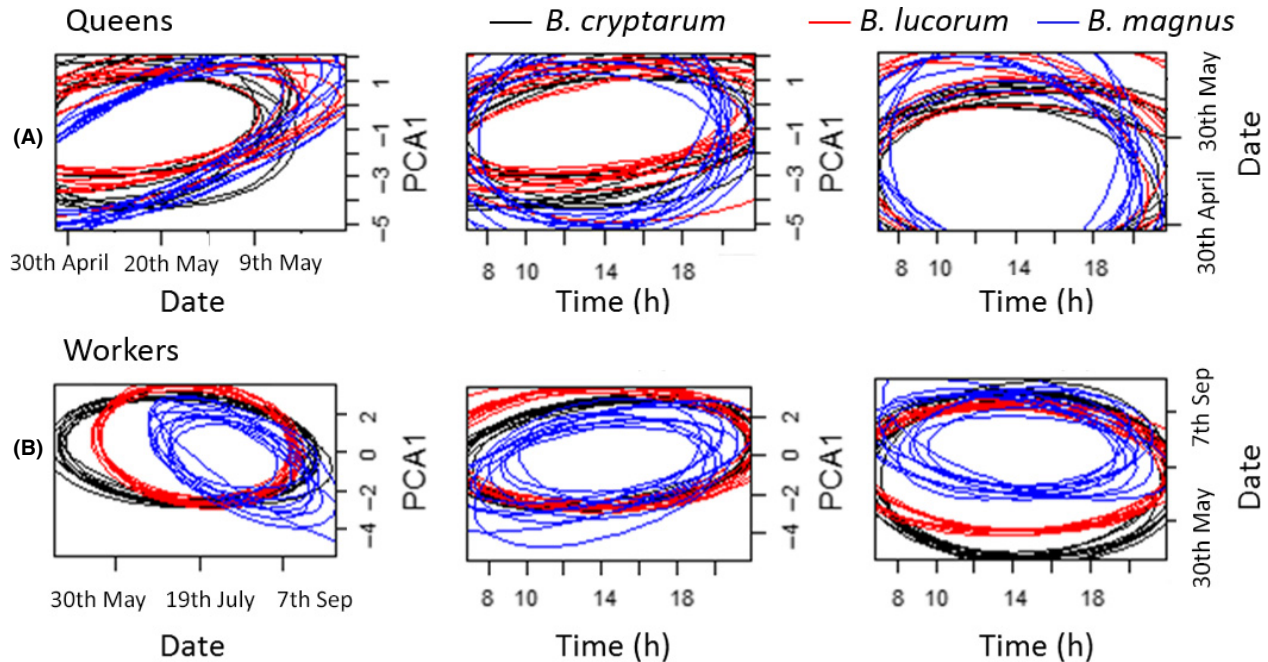 Queens
B. cryptarum B. lucorum B. magnus
(A)
1
−1
−3
−5
PCA1
30th April 20th May 9th May
Date
1
−1
−3
−5
PCA1
8 10 14 18
Time (h)
30th April 30th May
Date
8 10 14 18
Time (h)
Workers
(B)
2
0
−2
−4
PCA1
30th May 19th July 7th Sep
Date
2
0
−2
−4
PCA1
8 10 14 18
Time (h)
30th May 7th Sep
Date
8 10 14 18
Time (h)